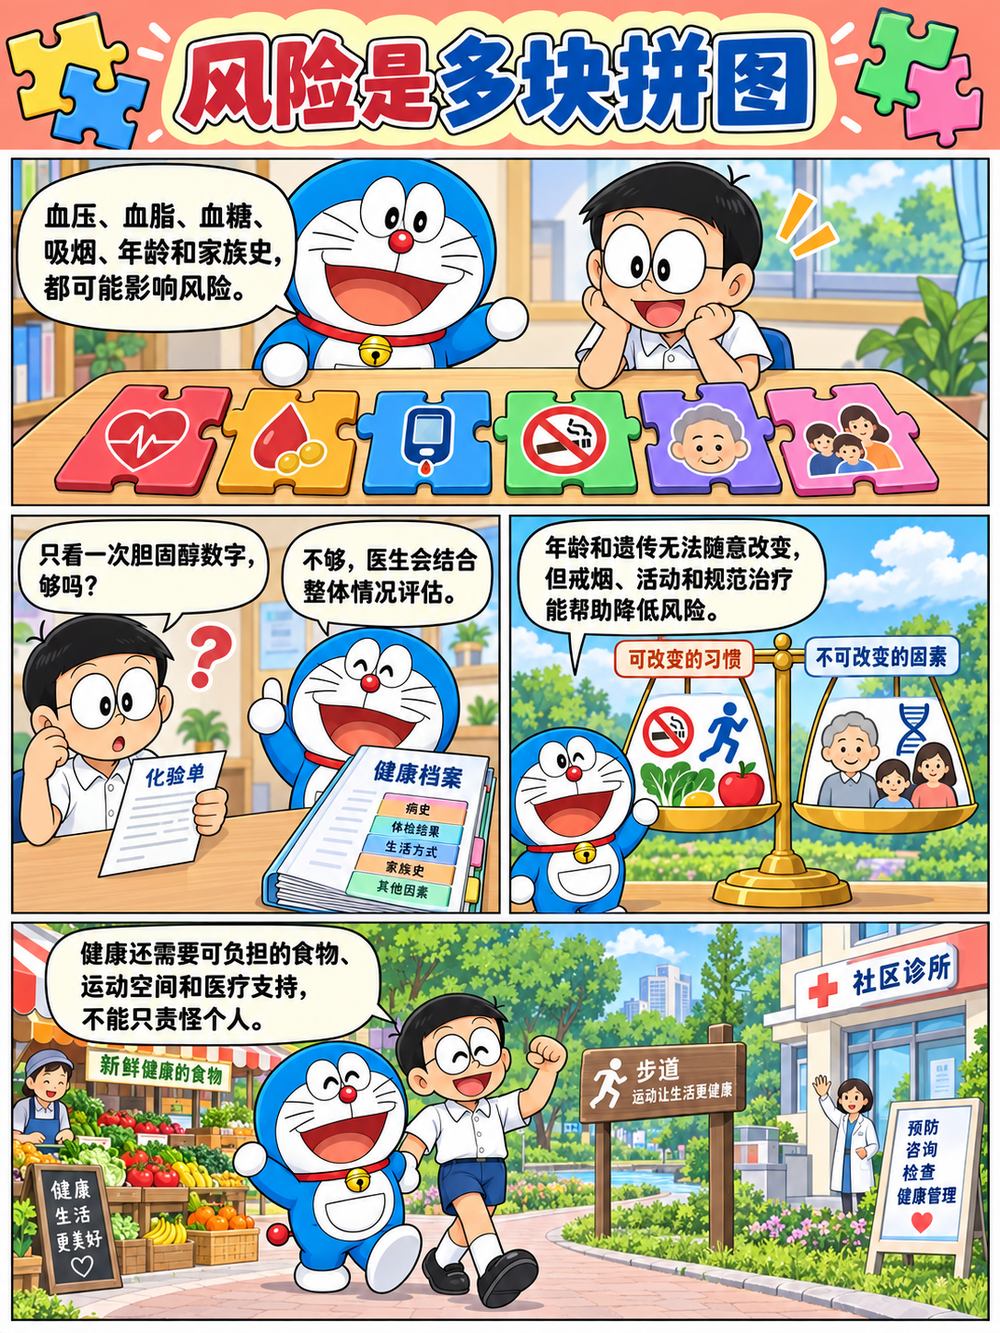 风险是多块拼图
血压、血脂、血糖、
吸烟、年龄和家族史，
都可能影响风险。
只看一次胆固醇数字，
够吗？
不够，医生会结合
整体情况评估。
化验单
健康档案
病史
体检结果
生活方式
家族史
其他因素
年龄和遗传无法随意改变，
但戒烟、活动和规范治疗
能帮助降低风险。
可改变的习惯
不可改变的因素
健康还需要可负担的食物、
运动空间和医疗支持，
不能只责怪个人。
新鲜健康的食物
健康
生活
更美好
步道
运动让生活更健康
社区诊所
预防
咨询
检查
健康管理